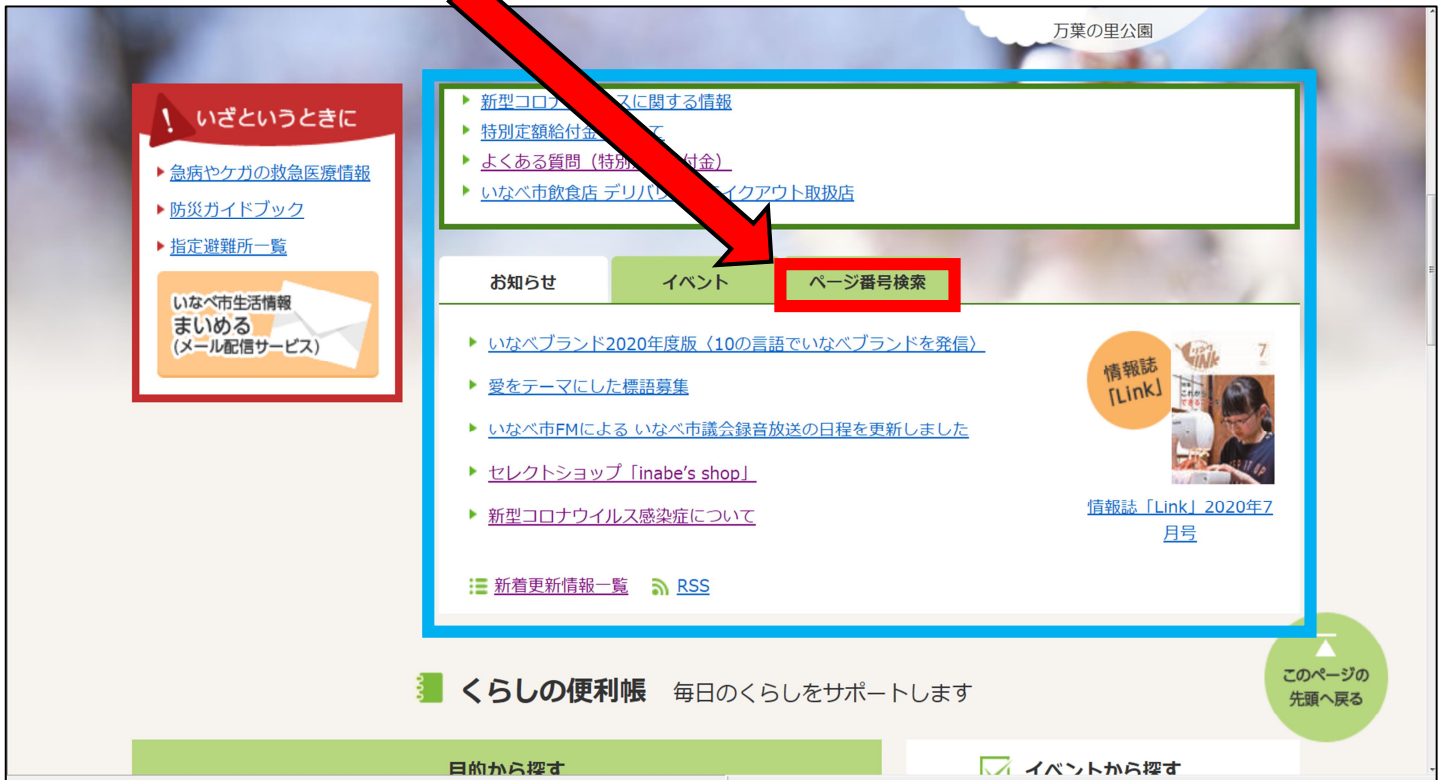 万葉の里公園
いざというときに
急病やケガの救急医療情報
防災ガイドブック
指定避難所一覧
いなべ市生活情報
まいめる
(メール配信サービス)
新型コロナ スに関する情報
特別定額給付金 て
よくある質問（特別 付金）
いなべ市飲食店 デリバリ イクアウト取扱店
お知らせ イベント ページ番号検索
いなべブランド2020年度版〈10の言語でいなべブランドを発信〉
愛をテーマにした標語募集
いなべ市FMによる いなべ市議会録音放送の日程を更新しました
セレクトショップ「inabe's shop」
新型コロナウイルス感染症について
新着更新情報一覧 RSS
情報誌
「Link」
リンク
LINK
7
情報誌「Link」2020年7
月号
このページの
先頭へ戻る
くらしの便利帳 毎日のくらしをサポートします
目的から探す
イベントから探す